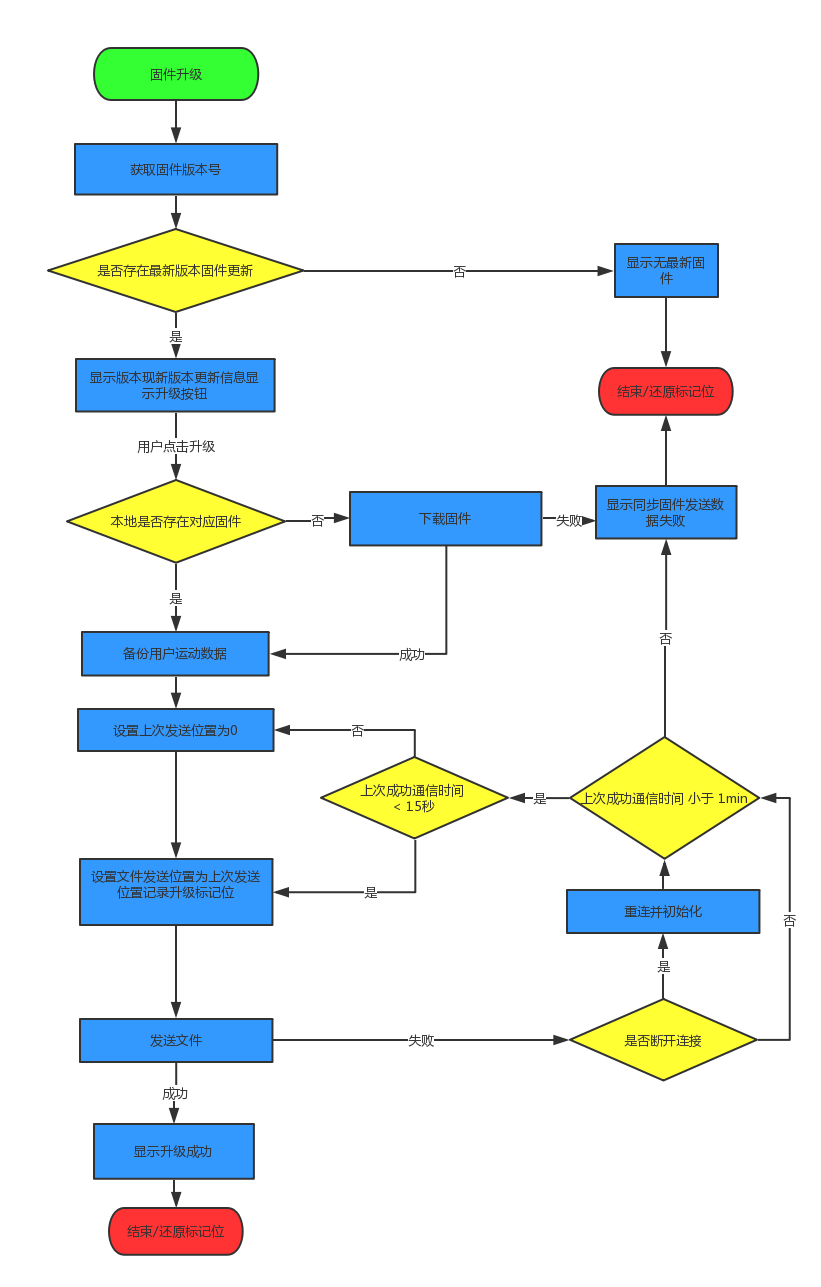 固件升级
获取固件版本号
是否存在最新版本固件更新
否
显示无最新固
件
是
显示版本现新版本更新信息显
示升级按钮
结束/还原标记位
用户点击升级
本地是否存在对应固件
否
下载固件
失败
显示同步固件发送数
据失败
是
备份用户运动数据
成功
否
设置上次发送位置为0
否
上次成功通信时间
< 15秒
是
上次成功通信时间 小于 1min
设置文件发送位置为上次发送
位置记录升级标记位
是
重连并初始化
否
是
发送文件
失败
是否断开连接
成功
显示升级成功
结束/还原标记位